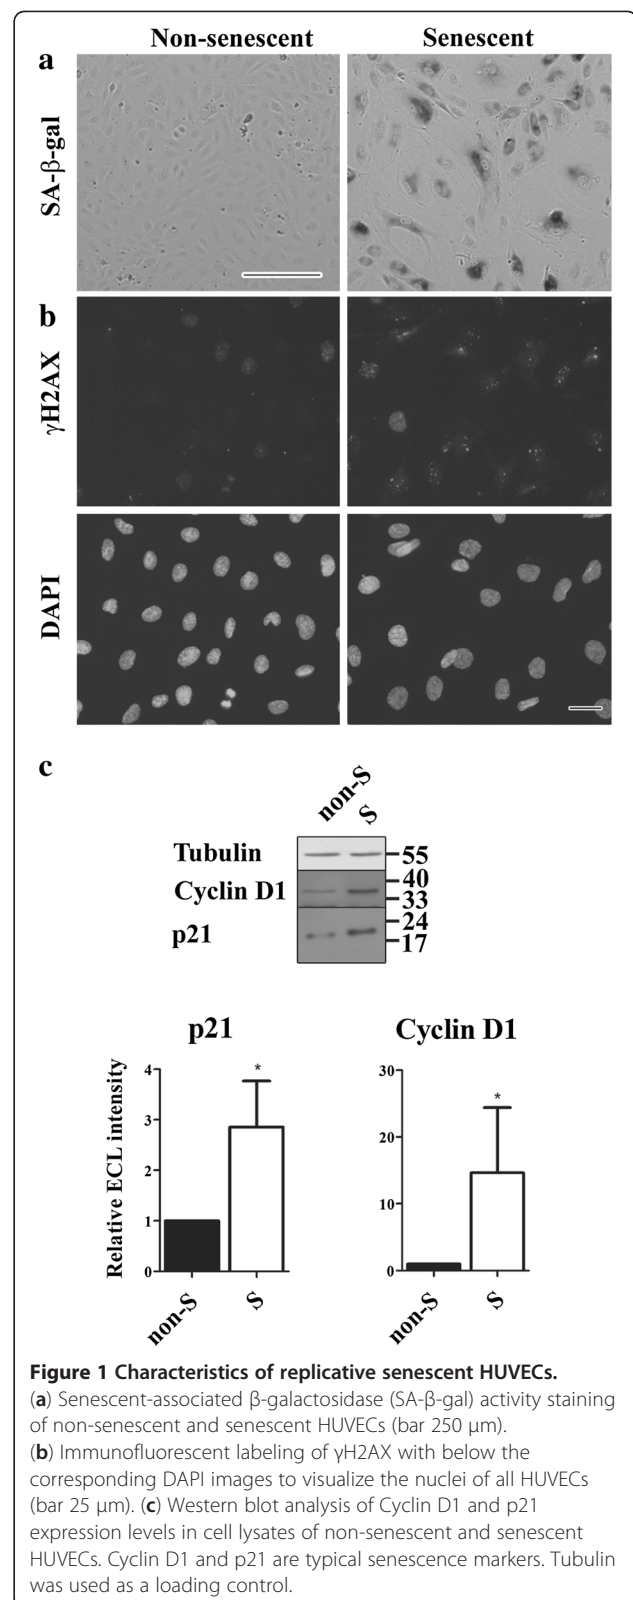 Non-senescent Senescent
a
SA-β-gal
b
γH2AX
DAPI
c
non-S S
Tubulin 55
Cyclin D1 40
33
p21 24
17
p21 Cyclin D1
Relative ECL intensity
4
3
2
1
0
*
non-S S
30
20
10
0
*
non-S S
Figure 1 Characteristics of replicative senescent HUVECs.
(a) Senescent-associated β-galactosidase (SA-β-gal) activity staining
of non-senescent and senescent HUVECs (bar 250 μm).
(b) Immunofluorescent labeling of γH2AX with below the
corresponding DAPI images to visualize the nuclei of all HUVECs
(bar 25 μm). (c) Western blot analysis of Cyclin D1 and p21
expression levels in cell lysates of non-senescent and senescent
HUVECs. Cyclin D1 and p21 are typical senescence markers. Tubulin
was used as a loading control.